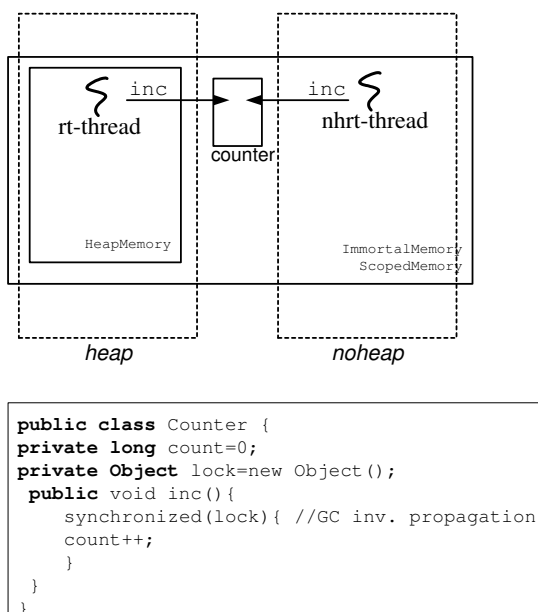 inc inc
rt-thread nhrt-thread
counter
HeapMemory ImmortalMemory
ScopedMemory
heap noheap
public class Counter {
private long count=0;
private Object lock=new Object();
public void inc(){
synchronized(lock){ //GC inv. propagation
count++;
}
}
}